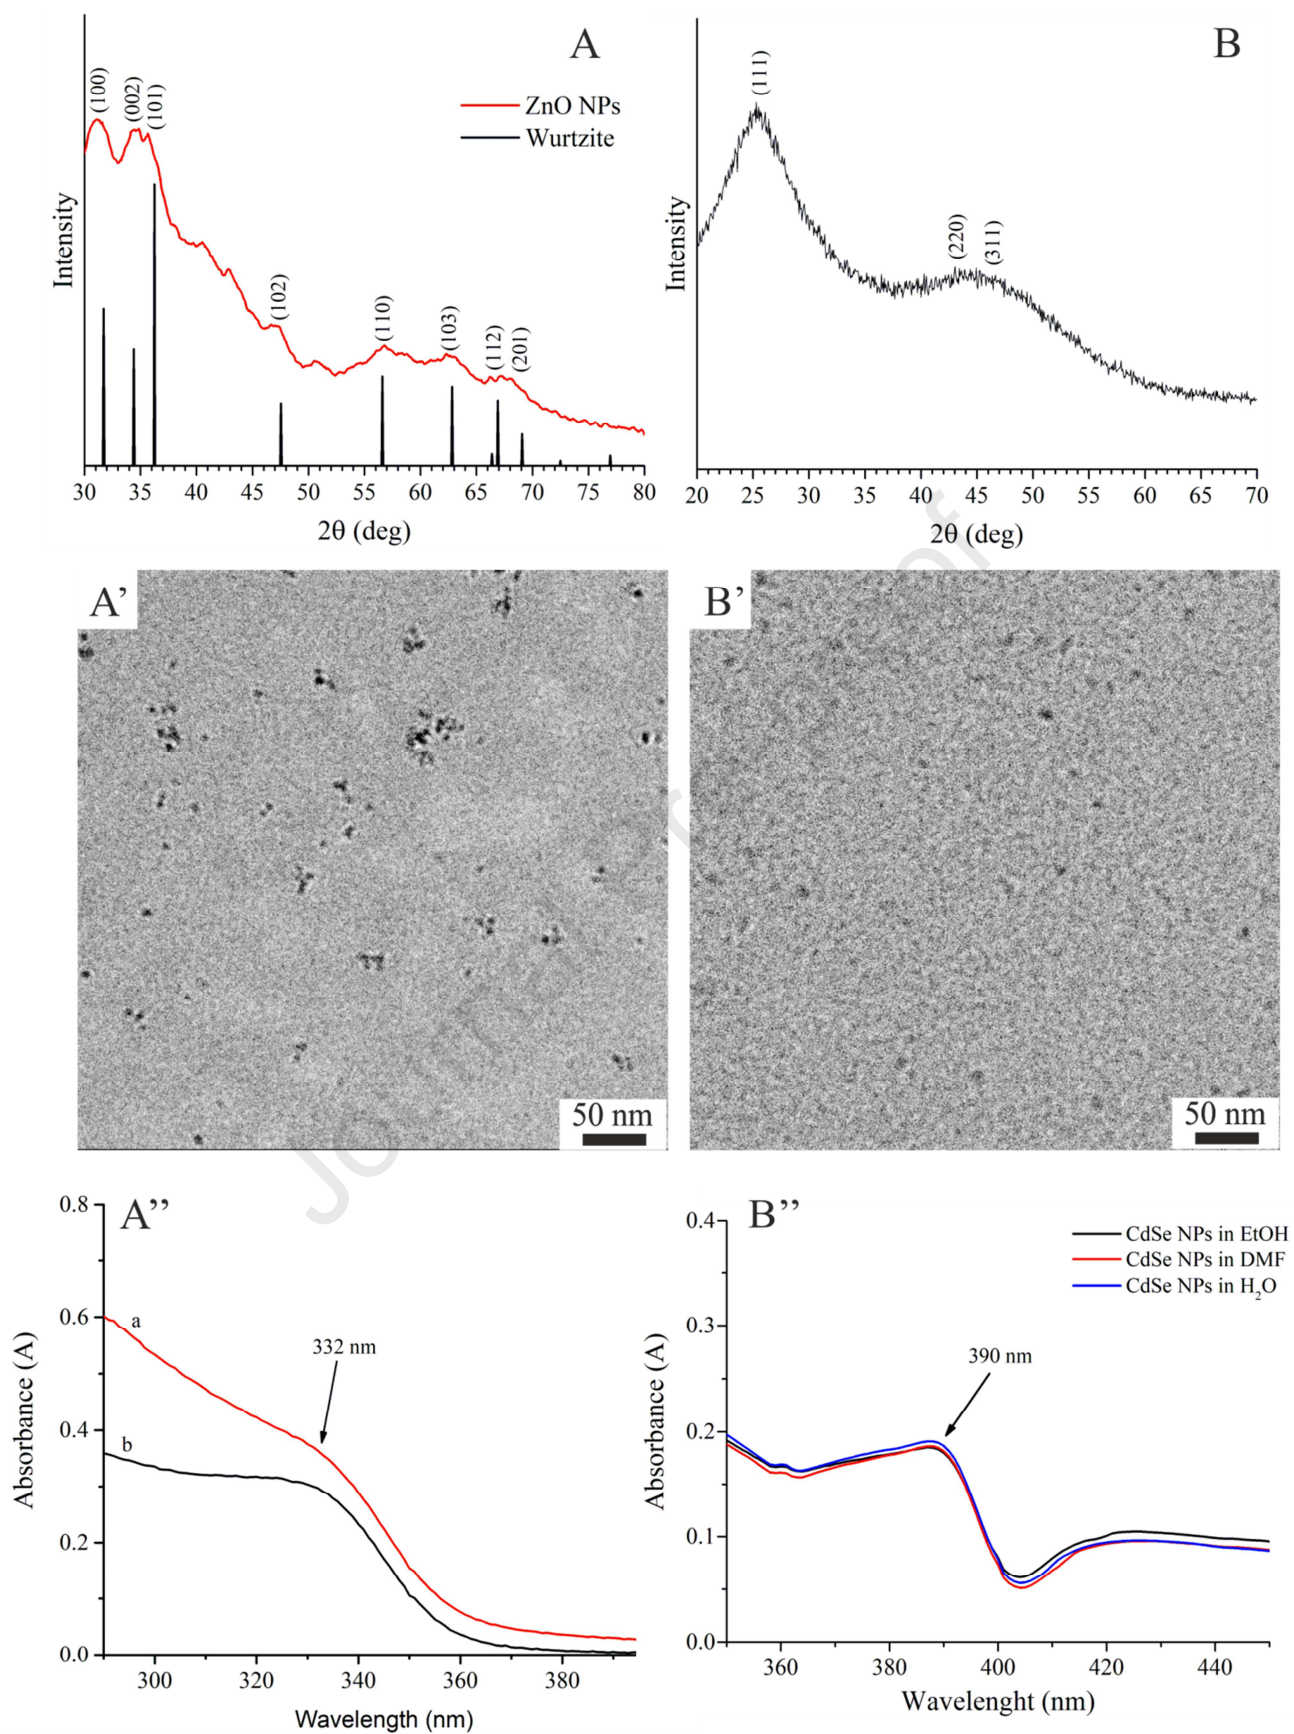 A
(100)
(002)
(101)
ZnO NPs
Wurtzite
(102)
(110)
(103)
(112)
(201)
Intensity
30 35 40 45 50 55 60 65 70 75 80
2θ (deg)
B
(111)
(220)
(311)
Intensity
20 25 30 35 40 45 50 55 60 65 70
2θ (deg)
A’
50 nm
B’
50 nm
A’’
0.8
0.6
0.4
0.2
0.0
a
b
332 nm
Absorbance (A)
300 320 340 360 380
Wavelength (nm)
B’’
CdSe NPs in EtOH
CdSe NPs in DMF
CdSe NPs in H₂O
0.4
0.3
0.2
0.1
0.0
390 nm
Absorbance (A)
360 380 400 420 440
Wavelenght (nm)